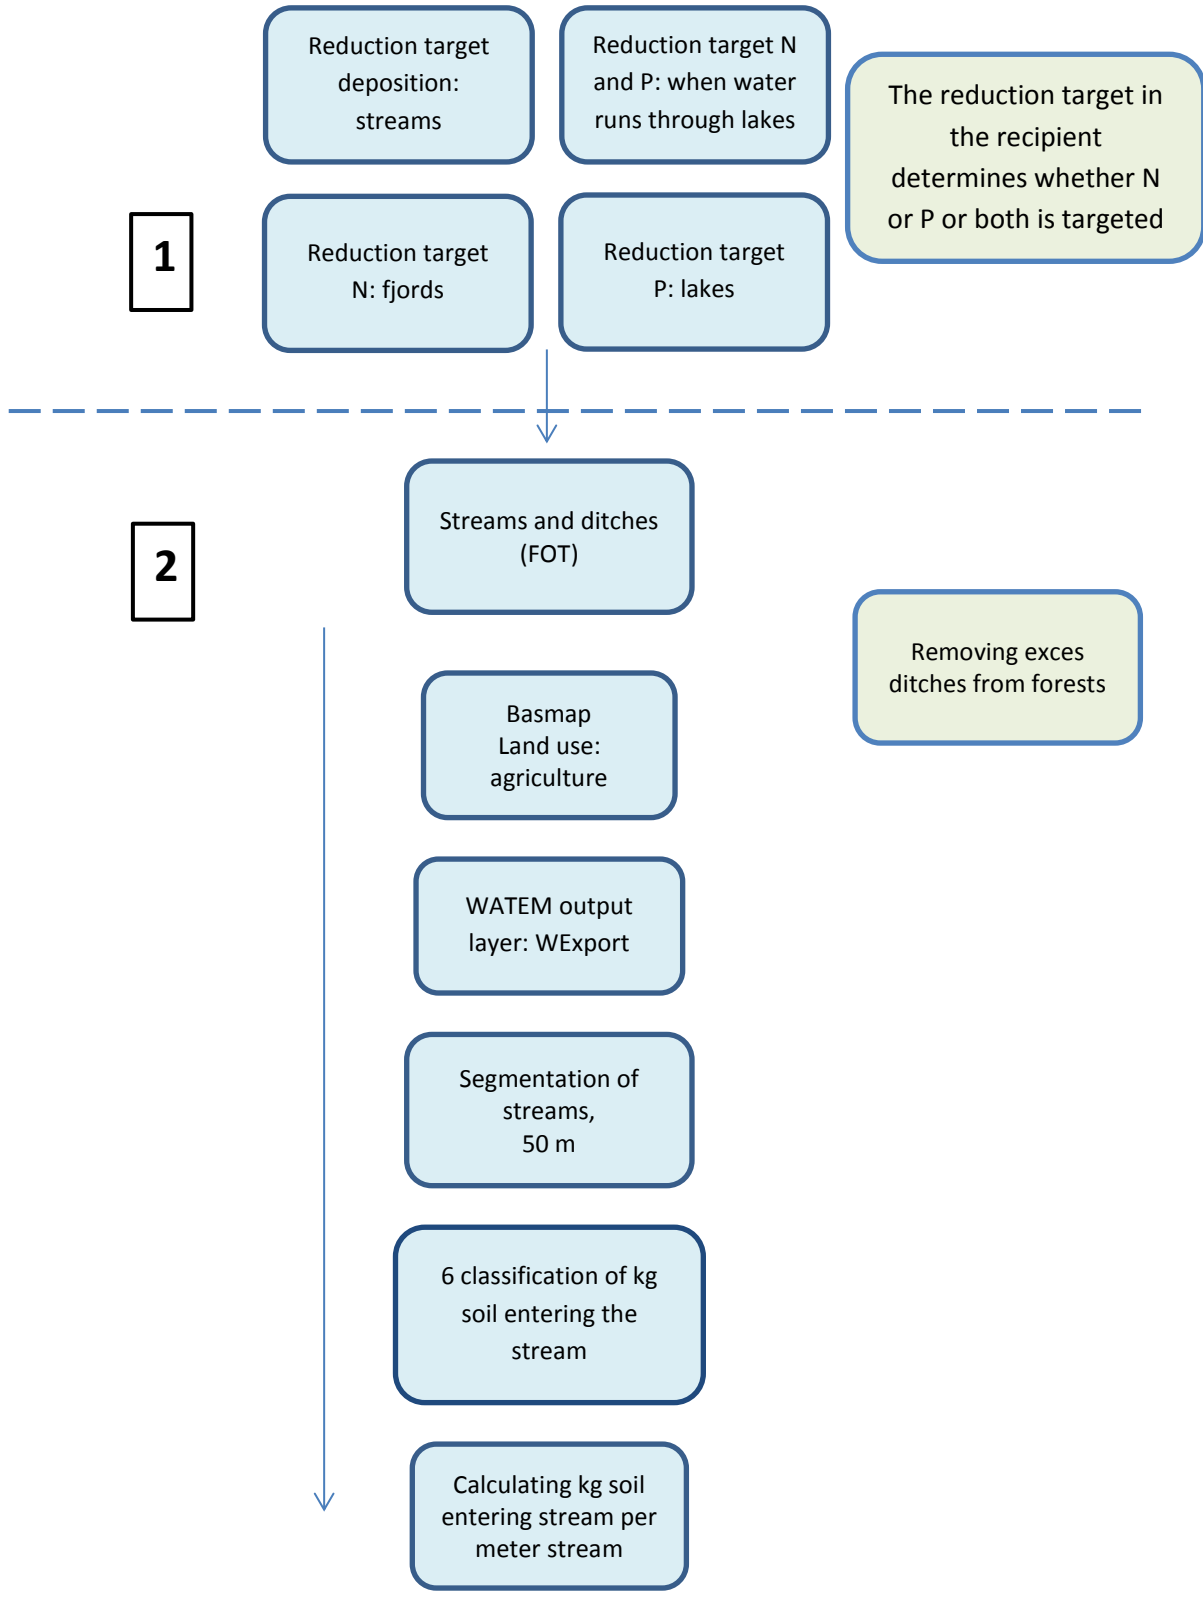 Reduction target
deposition:
streams
Reduction target N
and P: when water
runs through lakes
The reduction target in
the recipient
determines whether N
or P or both is targeted
1
Reduction target
N: fjords
Reduction target
P: lakes
2
Streams and ditches
(FOT)
Removing exces
ditches from forests
Basmap
Land use:
agriculture
WATEM output
layer: WExport
Segmentation of
streams,
50 m
6 classification of kg
soil entering the
stream
Calculating kg soil
entering stream per
meter stream